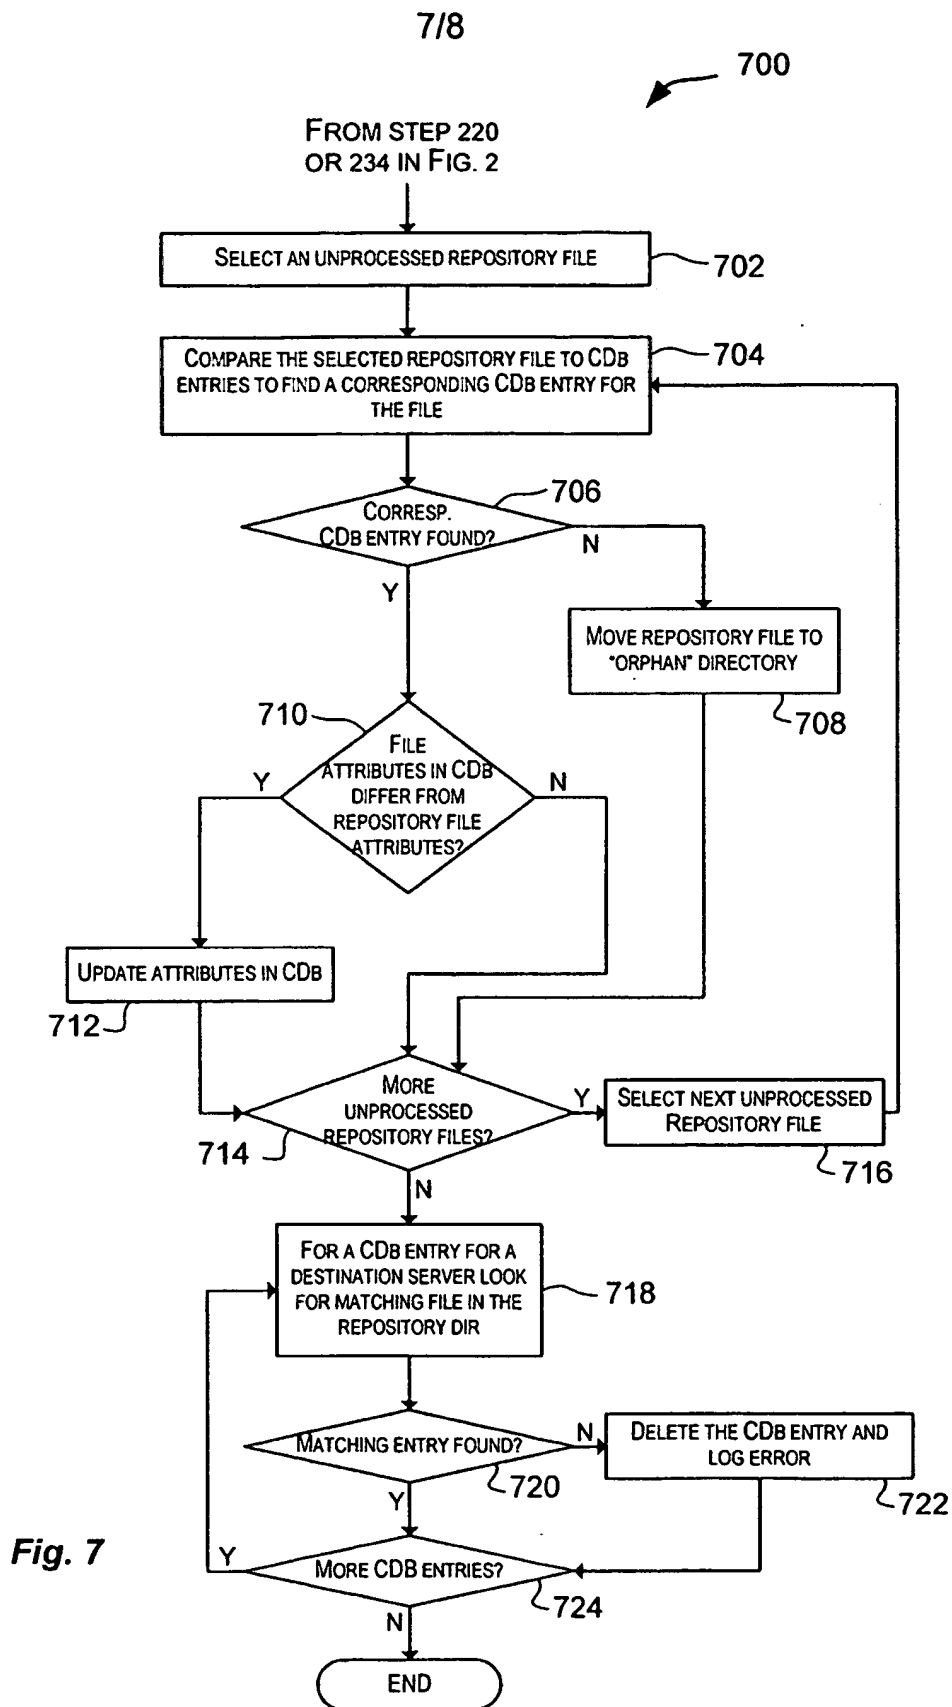 7/8
700
FROM STEP 220
OR 234 IN FIG. 2
SELECT AN UNPROCESSED REPOSITORY FILE
702
COMPARE THE SELECTED REPOSITORY FILE TO CDB
ENTRIES TO FIND A CORRESPONDING CDB ENTRY FOR
THE FILE
704
CORRESP.
CDB ENTRY FOUND?
706
N
Y
MOVE REPOSITORY FILE TO
"ORPHAN" DIRECTORY
708
710
FILE
ATTRIBUTES IN CDB
DIFFER FROM
REPOSITORY FILE
ATTRIBUTES?
Y
N
UPDATE ATTRIBUTES IN CDB
712
MORE
UNPROCESSED
REPOSITORY FILES?
714
Y
SELECT NEXT UNPROCESSED
REPOSITORY FILE
716
N
FOR A CDB ENTRY FOR A
DESTINATION SERVER LOOK
FOR MATCHING FILE IN THE
REPOSITORY DIR
718
MATCHING ENTRY FOUND?
720
N
DELETE THE CDB ENTRY AND
LOG ERROR
722
Y
Fig. 7
Y
MORE CDB ENTRIES?
724
N
END